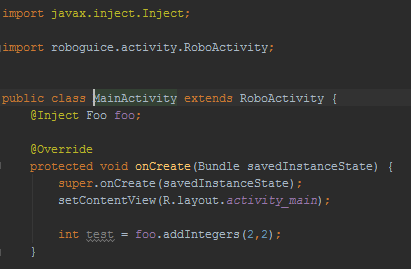 import javax.inject.Inject;
import roboguice.activity.RoboActivity;
public class MainActivity extends RoboActivity {
@Inject Foo foo;
@Override
protected void onCreate(Bundle savedInstanceState) {
super.onCreate(savedInstanceState);
setContentView(R.layout.activity_main);
int test = foo.addIntegers(2,2);
}